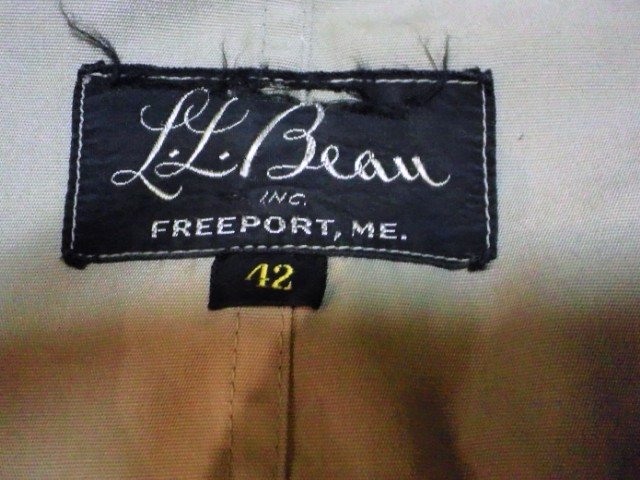 L.L. Bean
INC.
FREEPORT, ME.
42